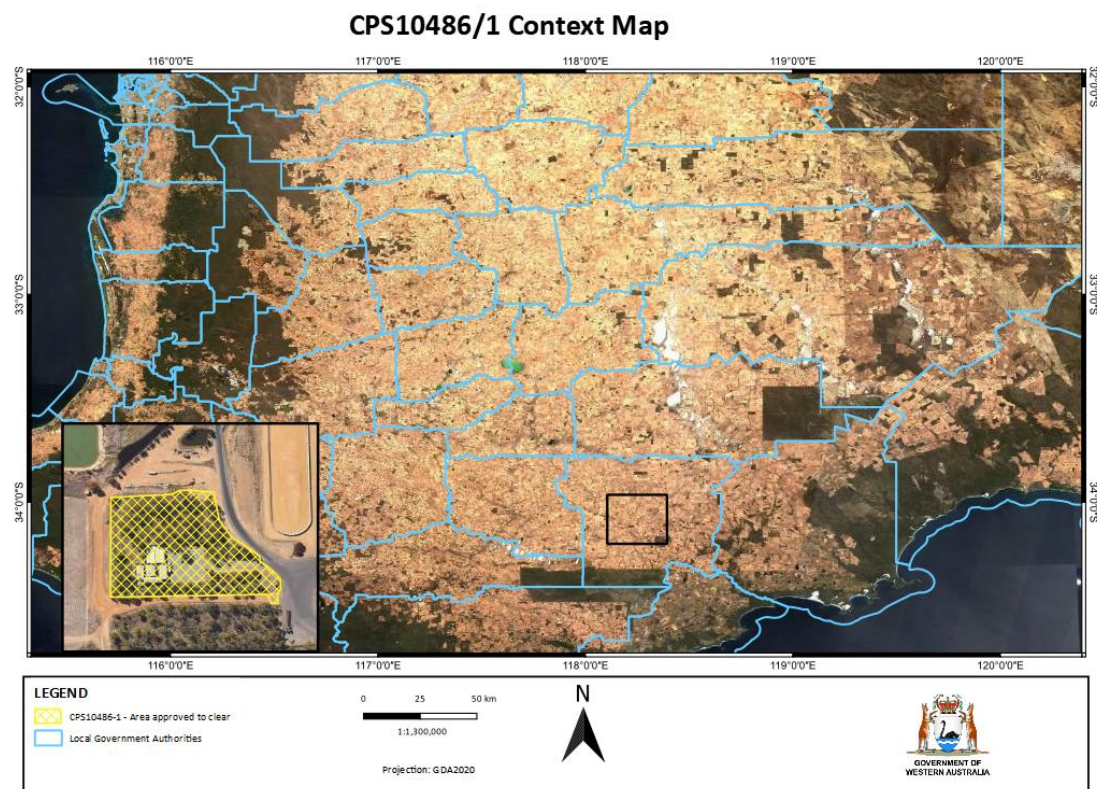 CPS10486/1 Context Map
116°0'0"E 117°0'0"E 118°0'0"E 119°0'0"E 120°0'0"E
32°0'0"S 32°0'0"S
33°0'0"S 33°0'0"S
34°0'0"S 34°0'0"S
116°0'0"E 117°0'0"E 118°0'0"E 119°0'0"E 120°0'0"E
LEGEND
CPS10486-1 - Area approved to clear
Local Government Authorities
0 25 50 km
1:1,300,000
Projection: GDA2020
N
GOVERNMENT OF
WESTERN AUSTRALIA